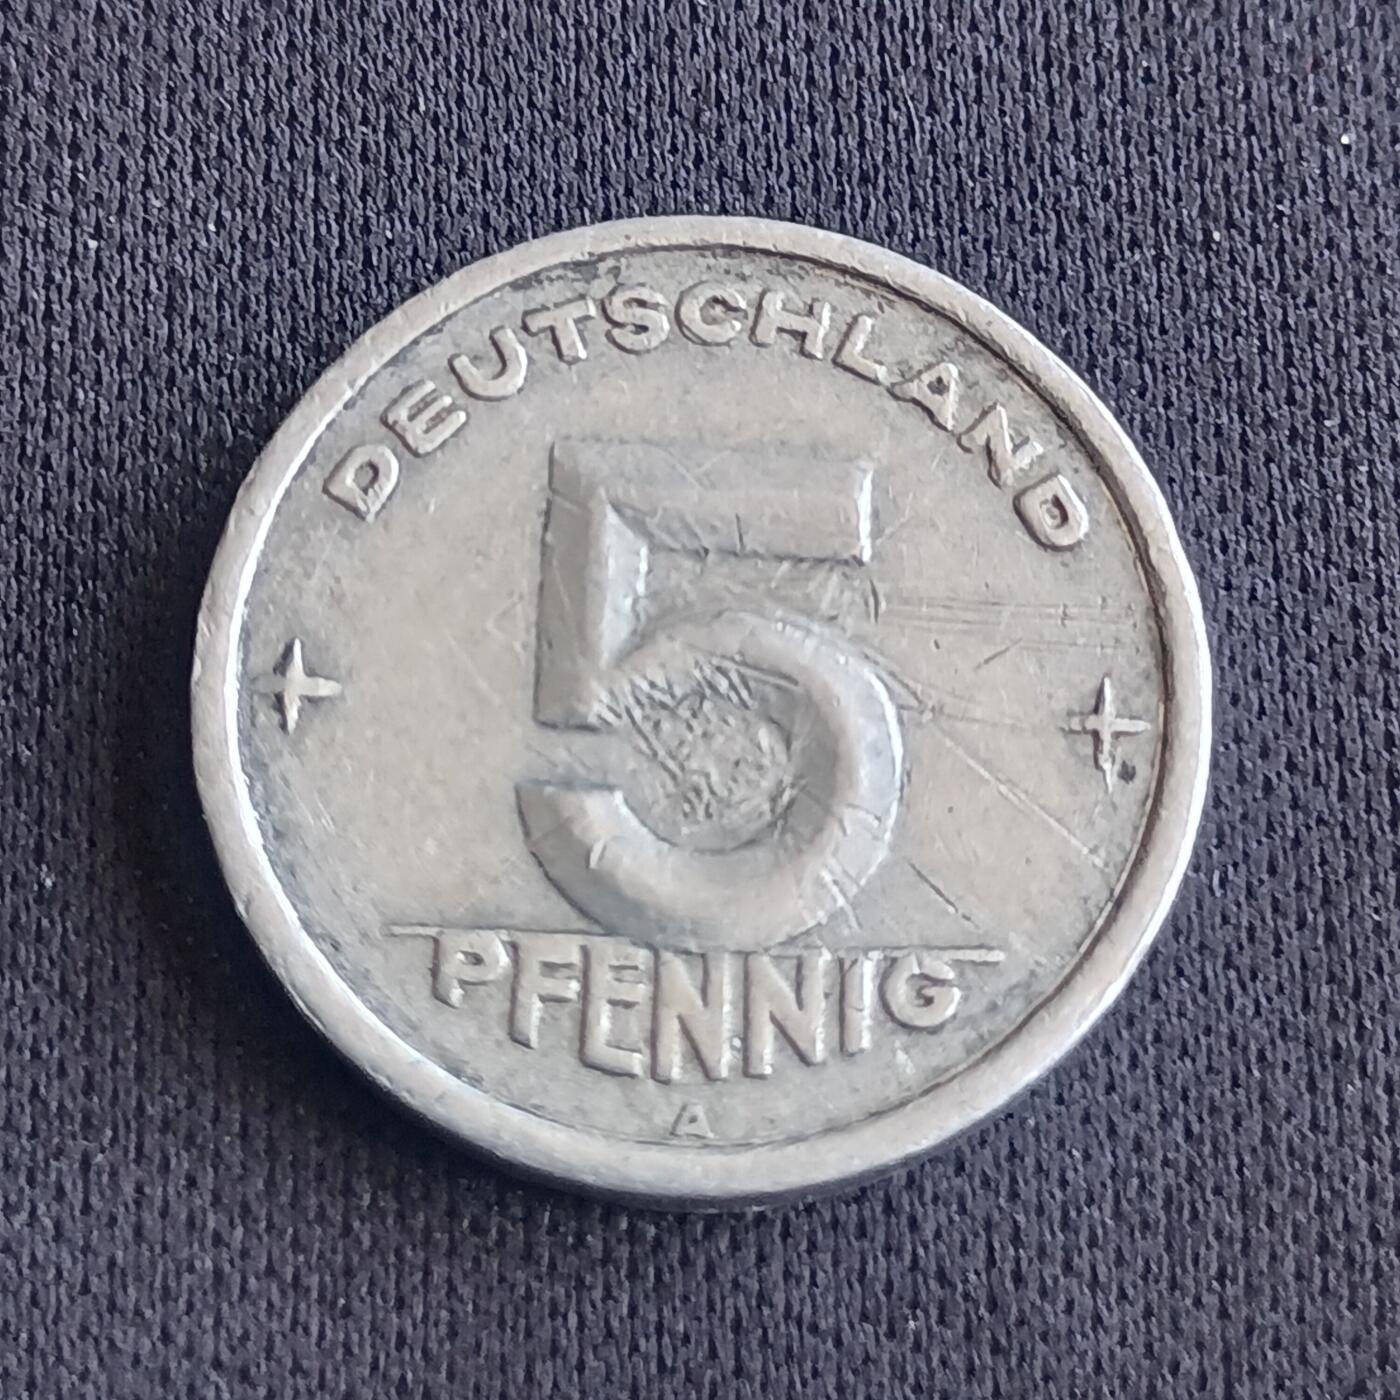 DEUTSCHLAND
5
PFENNIG
A